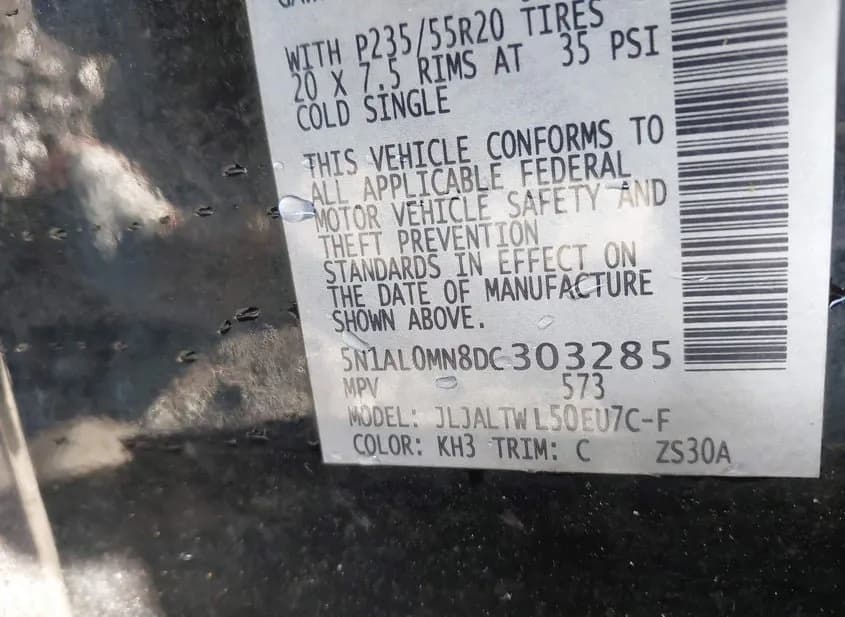 WITH P235/55R20 TIRES
20 X 7.5 RIMS AT 35 PSI
COLD SINGLE
THIS VEHICLE CONFORMS TO
ALL APPLICABLE FEDERAL
MOTOR VEHICLE SAFETY AND
THEFT PREVENTION
STANDARDS IN EFFECT ON
THE DATE OF MANUFACTURE
SHOWN ABOVE.
5N1AL0MN8DC303285
MPV 573
MODEL: JLJALTWL50EU7C-F
COLOR: KH3 TRIM: C ZS30A